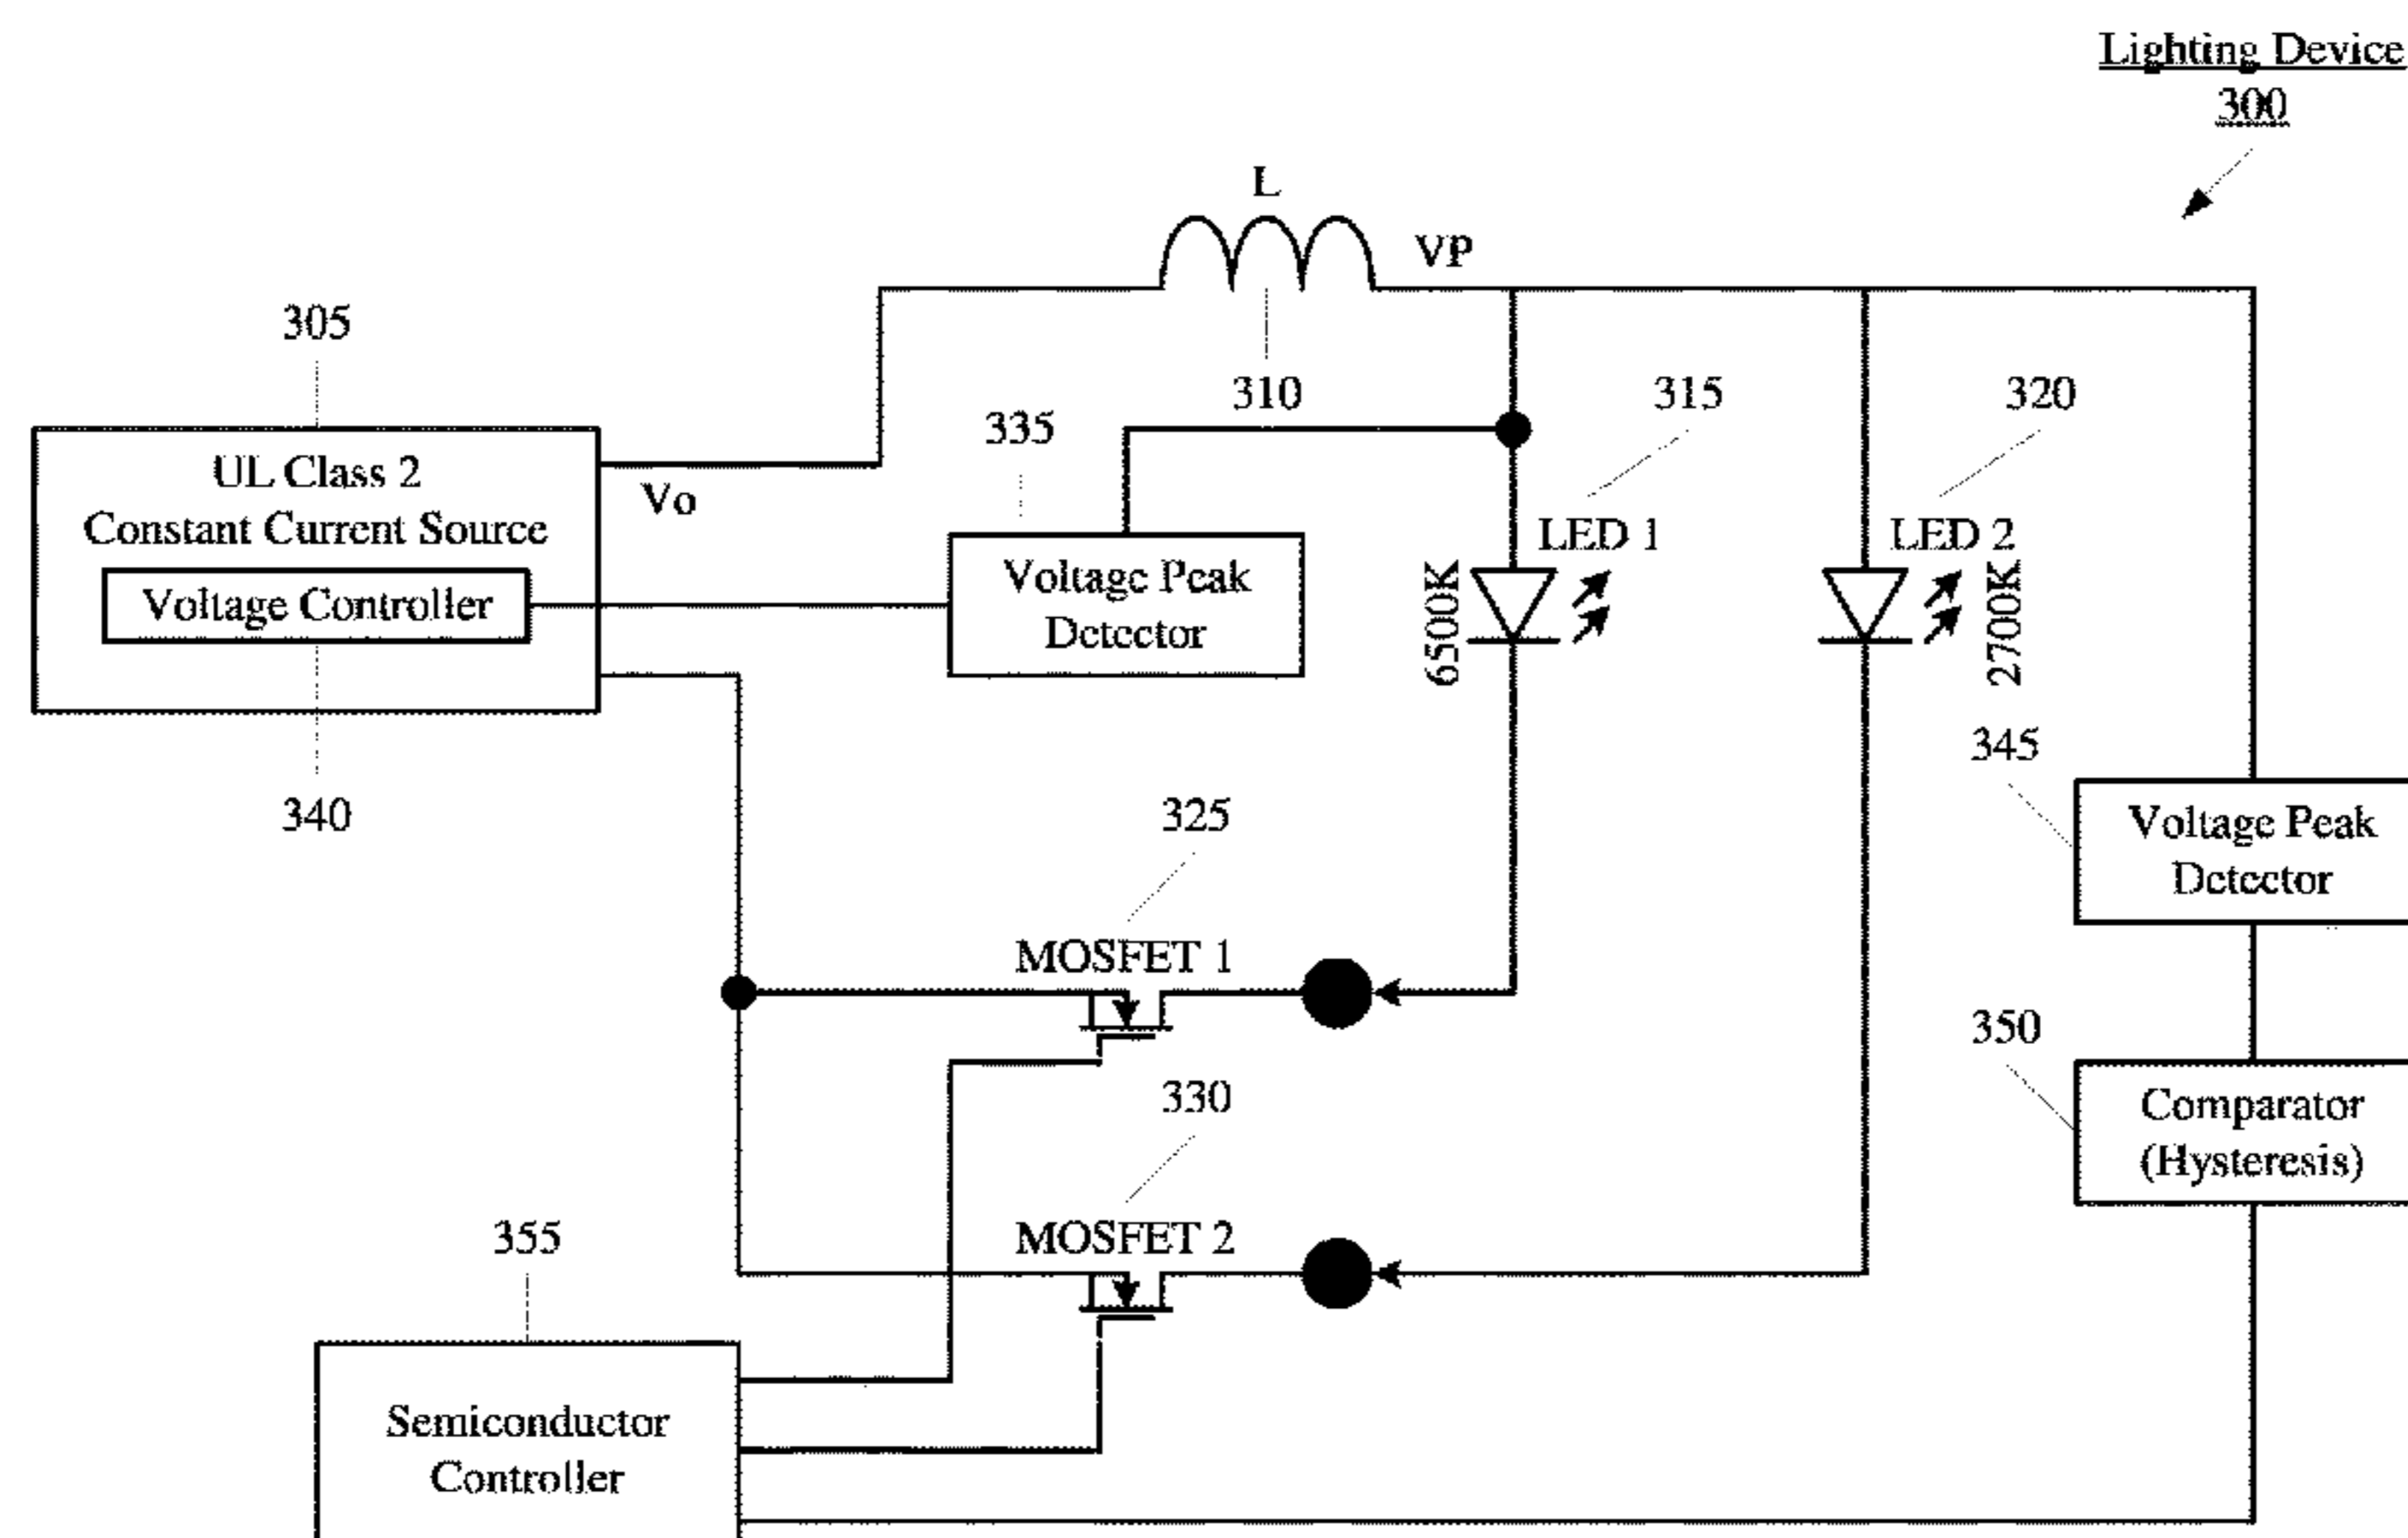 Lighting Device
300
L
VP
305
310
315
320
335
UL Class 2
Constant Current Source
Vo
Voltage Controller
Voltage Peak
Detector
LED 1
6500K
LED 2
2700K
340
325
345
Voltage Peak
Detector
MOSFET 1
350
Comparator
(Hysteresis)
330
MOSFET 2
355
Semiconductor
Controller